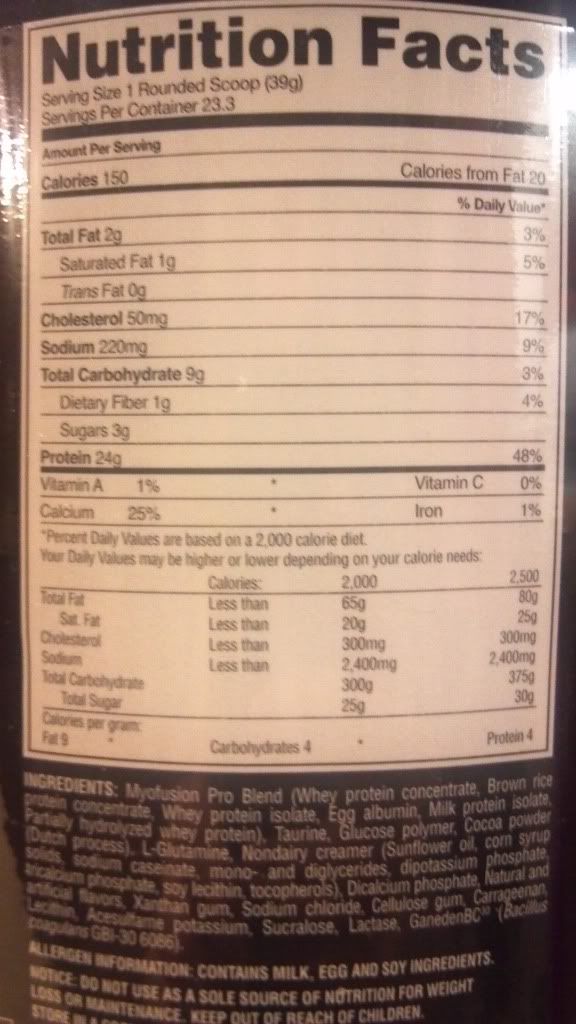 Nutrition Facts
Serving Size 1 Rounded Scoop (39g)
Servings Per Container 23.3
Amount Per Serving
Calories 150 Calories from Fat 20
% Daily Value*
Total Fat 2g 3%
Saturated Fat 1g 5%
Trans Fat 0g
Cholesterol 50mg 17%
Sodium 220mg 9%
Total Carbohydrate 9g 3%
Dietary Fiber 1g 4%
Sugars 3g
Protein 24g 48%
Vitamin A 1% * Vitamin C 0%
Calcium 25% * Iron 1%
*Percent Daily Values are based on a 2,000 calorie diet.
Your Daily Values may be higher or lower depending on your calorie needs:
Calories: 2,000 2,500
Total Fat Less than 65g 80g
Sat. Fat Less than 20g 25g
Cholesterol Less than 300mg 300mg
Sodium Less than 2,400mg 2,400mg
Total Carbohydrate 300g 375g
Total Sugar 25g 30g
Calories per gram:
Fat 9 * Carbohydrates 4 * Protein 4
INGREDIENTS: Myofusion Pro Blend (Whey protein concentrate, Brown rice
protein concentrate, Whey protein isolate, Egg albumin, Milk protein isolate,
Partially hydrolyzed whey protein), Taurine, Glucose polymer, Cocoa powder
(Dutch process), L-Glutamine, Nondairy creamer (Sunflower oil, corn syrup
solids, sodium caseinate, mono- and diglycerides, dipotassium phosphate,
tricalcium phosphate, soy lecithin, tocopherols), Dicalcium phosphate, Natural and
artificial flavors, Xanthan gum, Sodium chloride, Cellulose gum, Carrageenan,
Lecithin, Acesulfame potassium, Sucralose, Lactase, GanedenBC³⁰ (Bacillus
coagulans GBI-30 6086).
ALLERGEN INFORMATION: CONTAINS MILK, EGG AND SOY INGREDIENTS.
NOTICE: DO NOT USE AS A SOLE SOURCE OF NUTRITION FOR WEIGHT
LOSS OR MAINTENANCE. KEEP OUT OF REACH OF CHILDREN.
STORE IN A